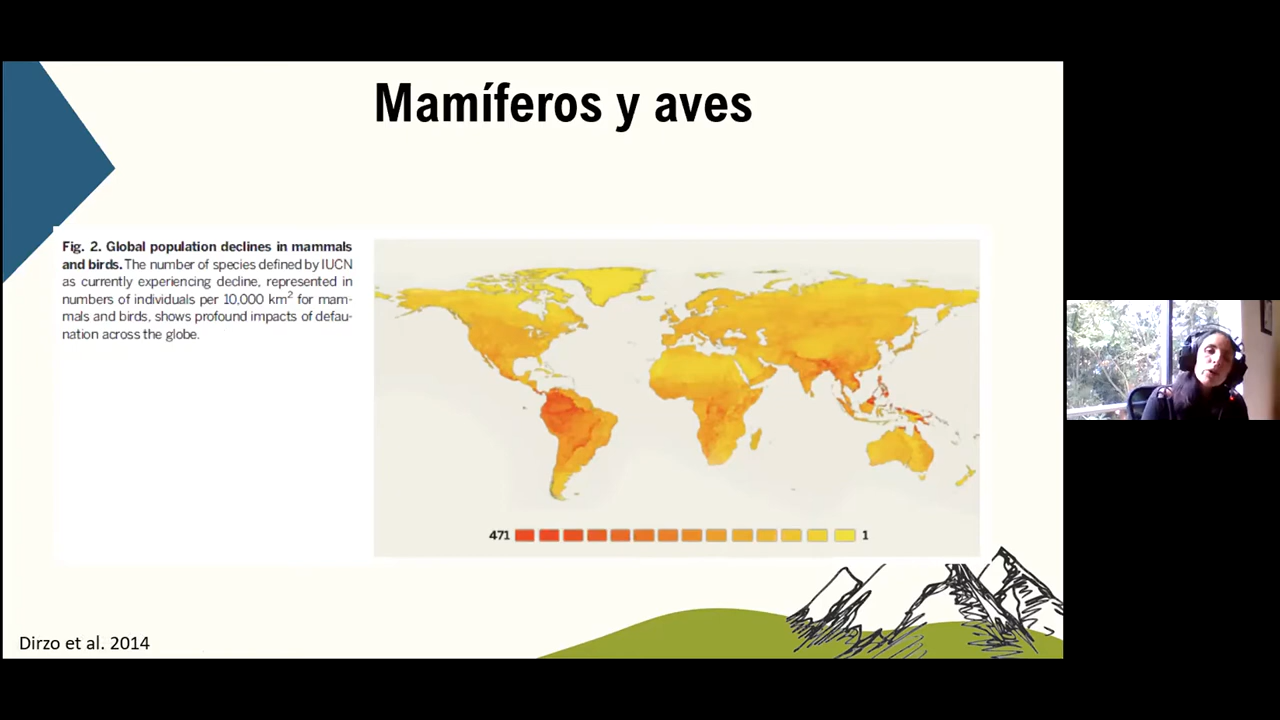 Mamíferos y aves
Fig. 2. Global population declines in mammals
and birds. The number of species defined by IUCN
as currently experiencing decline, represented in
numbers of individuals per 10,000 km² for mam-
mals and birds, shows profound impacts of defau-
nation across the globe.
471
1
Dirzo et al. 2014